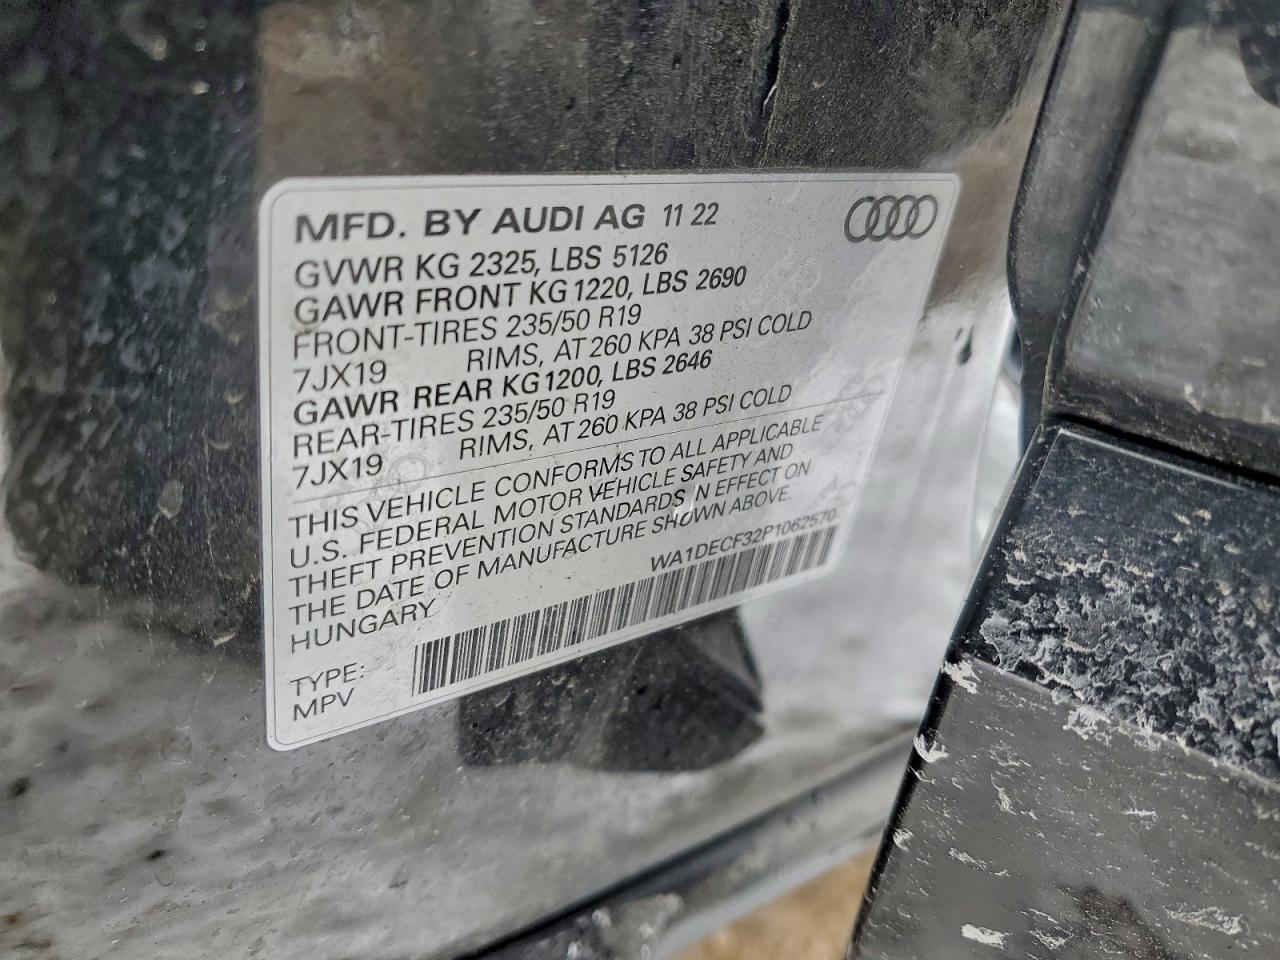 MFD. BY AUDI AG 11 22
GVWR KG 2325, LBS 5126
GAWR FRONT KG 1220, LBS 2690
FRONT-TIRES 235/50 R19
7JX19 RIMS, AT 260 KPA 38 PSI COLD
GAWR REAR KG 1200, LBS 2646
REAR-TIRES 235/50 R19
7JX19 RIMS, AT 260 KPA 38 PSI COLD
THIS VEHICLE CONFORMS TO ALL APPLICABLE
U.S. FEDERAL MOTOR VEHICLE SAFETY AND
THEFT PREVENTION STANDARDS IN EFFECT ON
THE DATE OF MANUFACTURE SHOWN ABOVE.
HUNGARY WA1DECF32P1062570
TYPE:
MPV